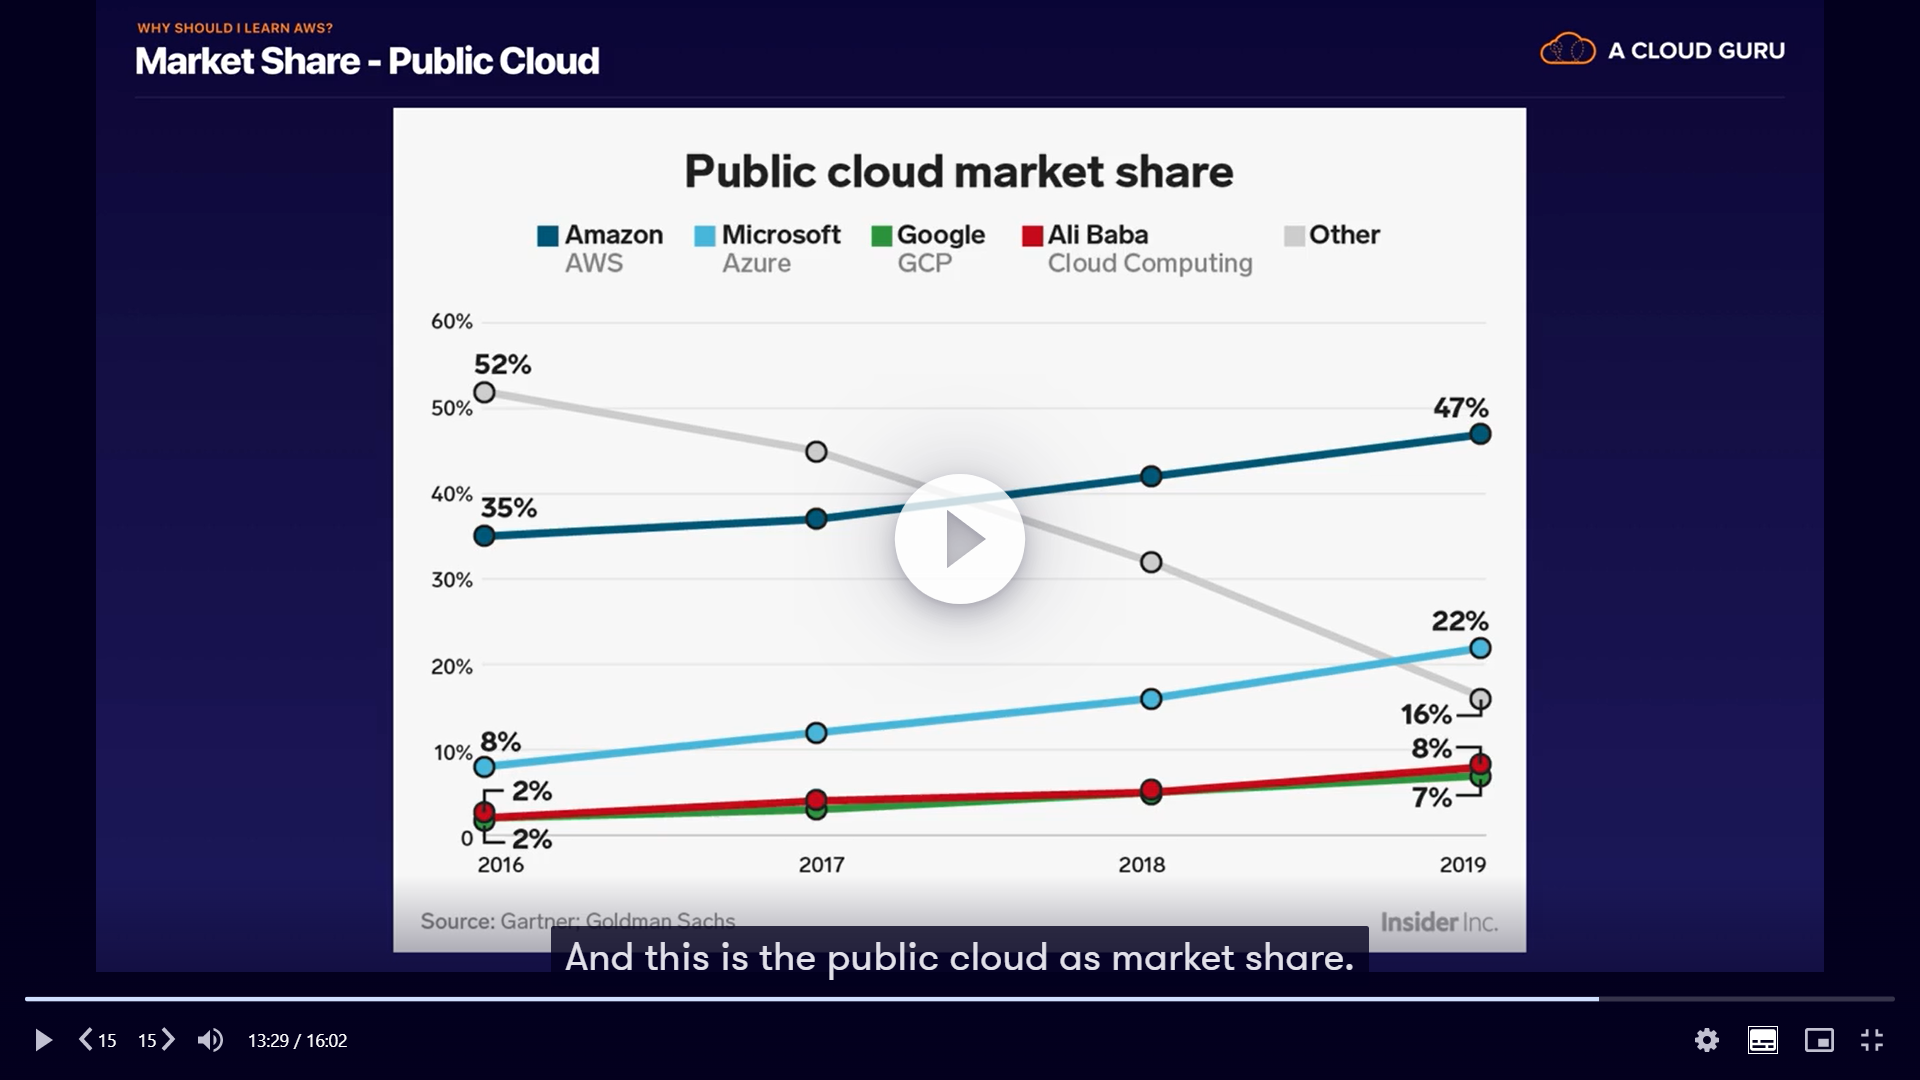 WHY SHOULD I LEARN AWS?
Market Share - Public Cloud
A CLOUD GURU
Public cloud market share
Amazon Microsoft Google Ali Baba Other
AWS Azure GCP Cloud Computing
60%
52%
50%
47%
40%
35%
30%
22%
20%
16%
10%
8%
8%
2%
7%
2%
0
2016 2017 2018 2019
Source: Gartner; Goldman Sachs
Insider Inc.
And this is the public cloud as market share.
15 15 13:29 / 16:02